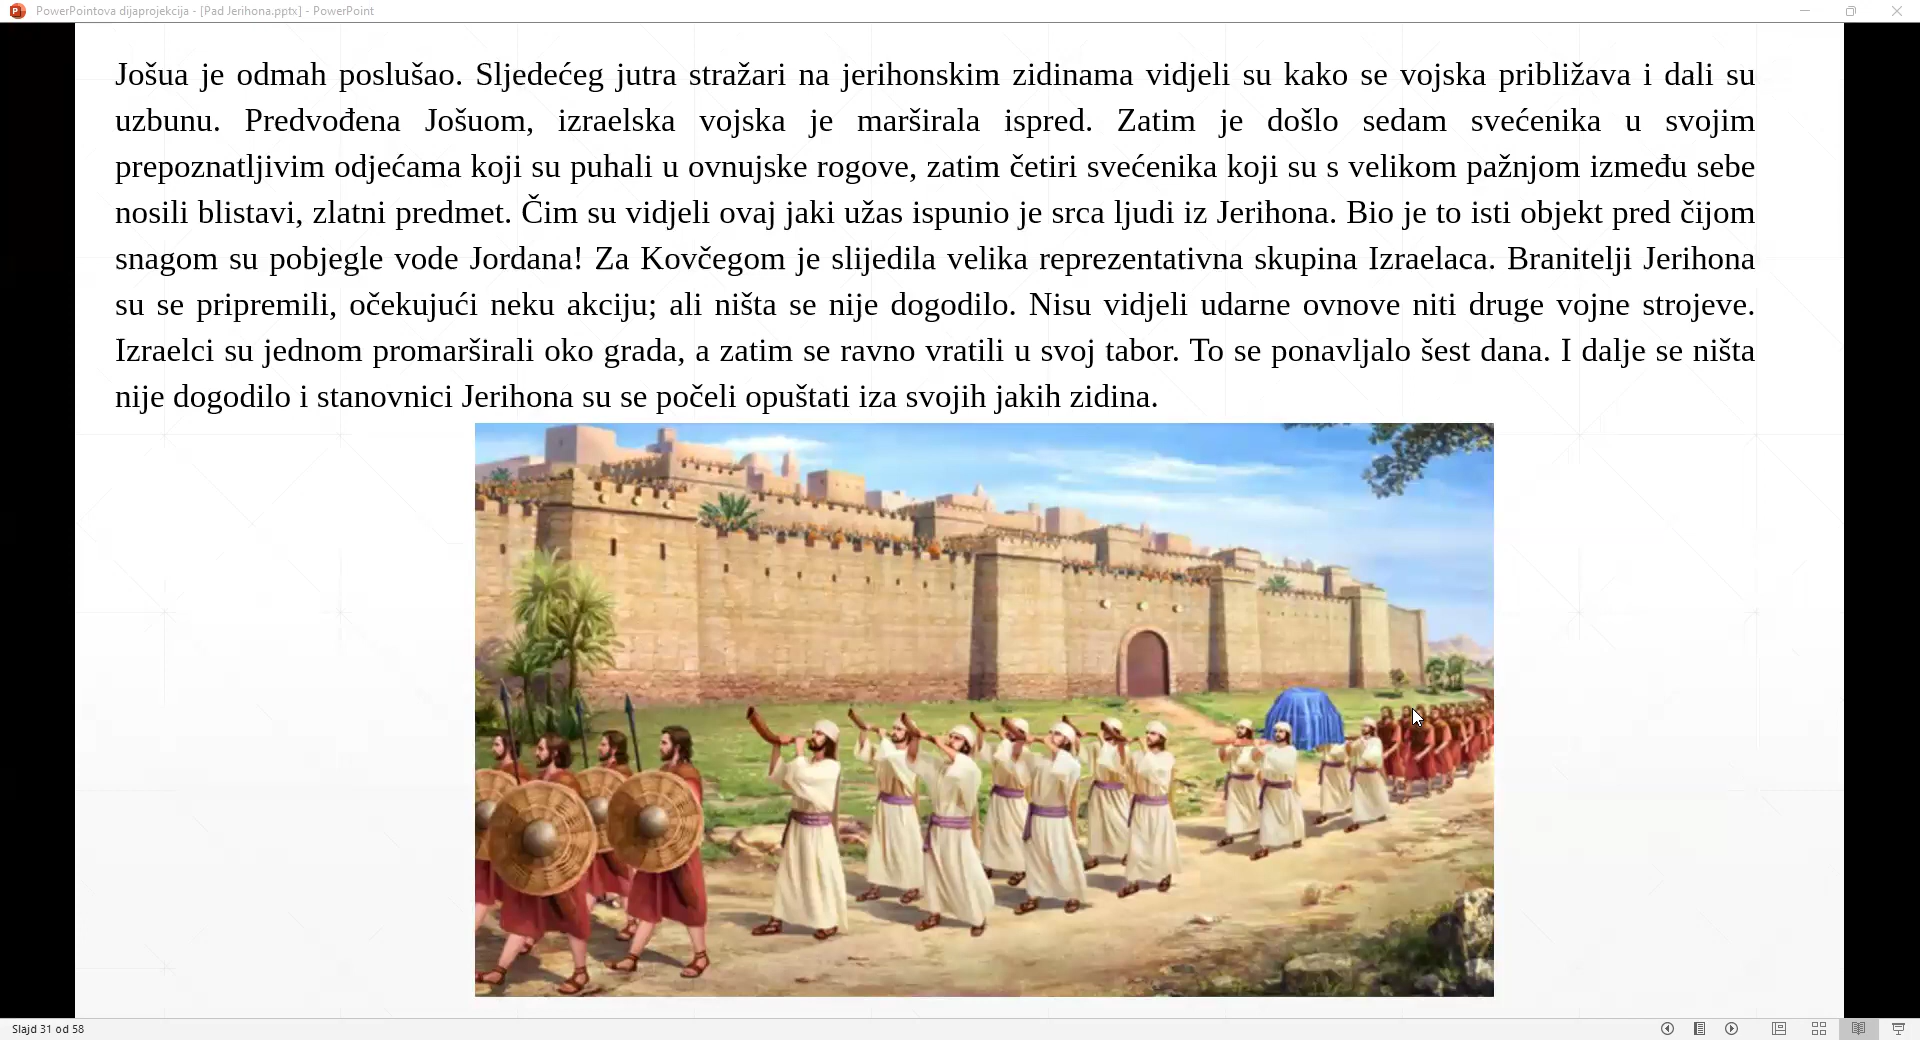 PowerPointova dijaprojekcija - [Pad Jerihona.pptx] - PowerPoint
Jošua je odmah poslušao. Sljedećeg jutra stražari na jerihonskim zidinama vidjeli su kako se vojska približava i dali su
uzbunu. Predvođena Jošuom, izraelska vojska je marširala ispred. Zatim je došlo sedam svećenika u svojim
prepoznatljivim odjećama koji su puhali u ovnujske rogove, zatim četiri svećenika koji su s velikom pažnjom između sebe
nosili blistavi, zlatni predmet. Čim su vidjeli ovaj jaki užas ispunio je srca ljudi iz Jerihona. Bio je to isti objekt pred čijom
snagom su pobjegle vode Jordana! Za Kovčegom je slijedila velika reprezentativna skupina Izraelaca. Branitelji Jerihona
su se pripremili, očekujući neku akciju; ali ništa se nije dogodilo. Nisu vidjeli udarne ovnove niti druge vojne strojeve.
Izraelci su jednom promarširali oko grada, a zatim se ravno vratili u svoj tabor. To se ponavljalo šest dana. I dalje se ništa
nije dogodilo i stanovnici Jerihona su se počeli opuštati iza svojih jakih zidina.
Slajd 31 od 58